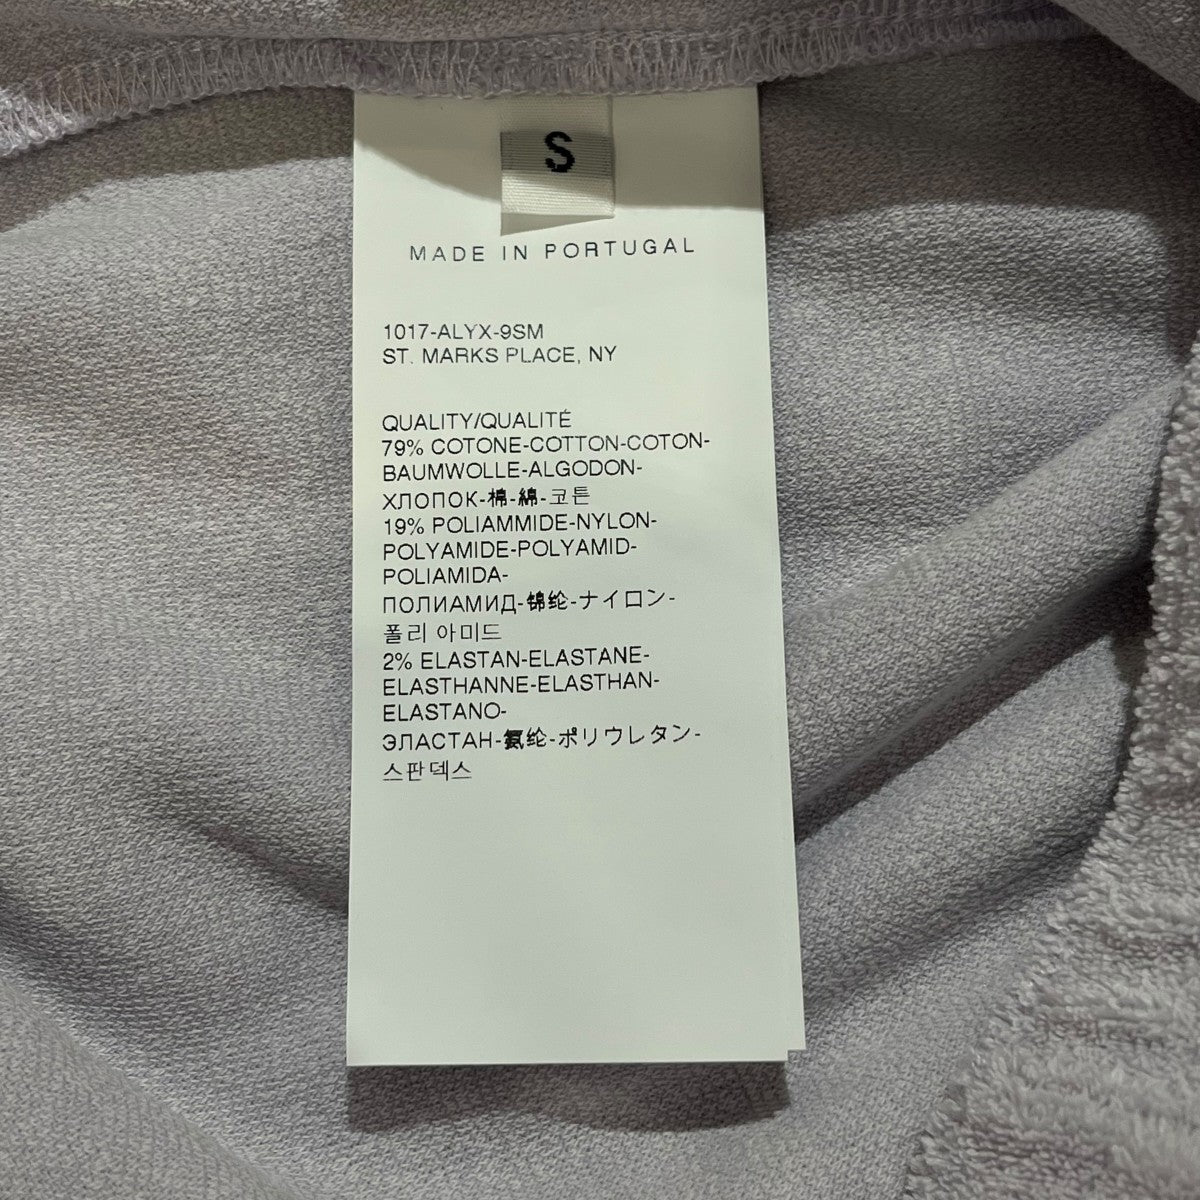 S
MADE IN PORTUGAL
1017-ALYX-9SM
ST. MARKS PLACE, NY
QUALITY/QUALITÉ
79% COTONE-COTTON-COTON-
BAUMWOLLE-ALGODON-
ХЛОПОК-棉-綿-코튼
19% POLIAMMIDE-NYLON-
POLYAMIDE-POLYAMID-
POLIAMIDA-
ПОЛИАМИД-锦纶-ナイロン-
폴리 아미드
2% ELASTAN-ELASTANE-
ELASTHANNE-ELASTHAN-
ELASTANO-
ЭЛАСТАН-氨纶-ポリウレタン-
스판덱스